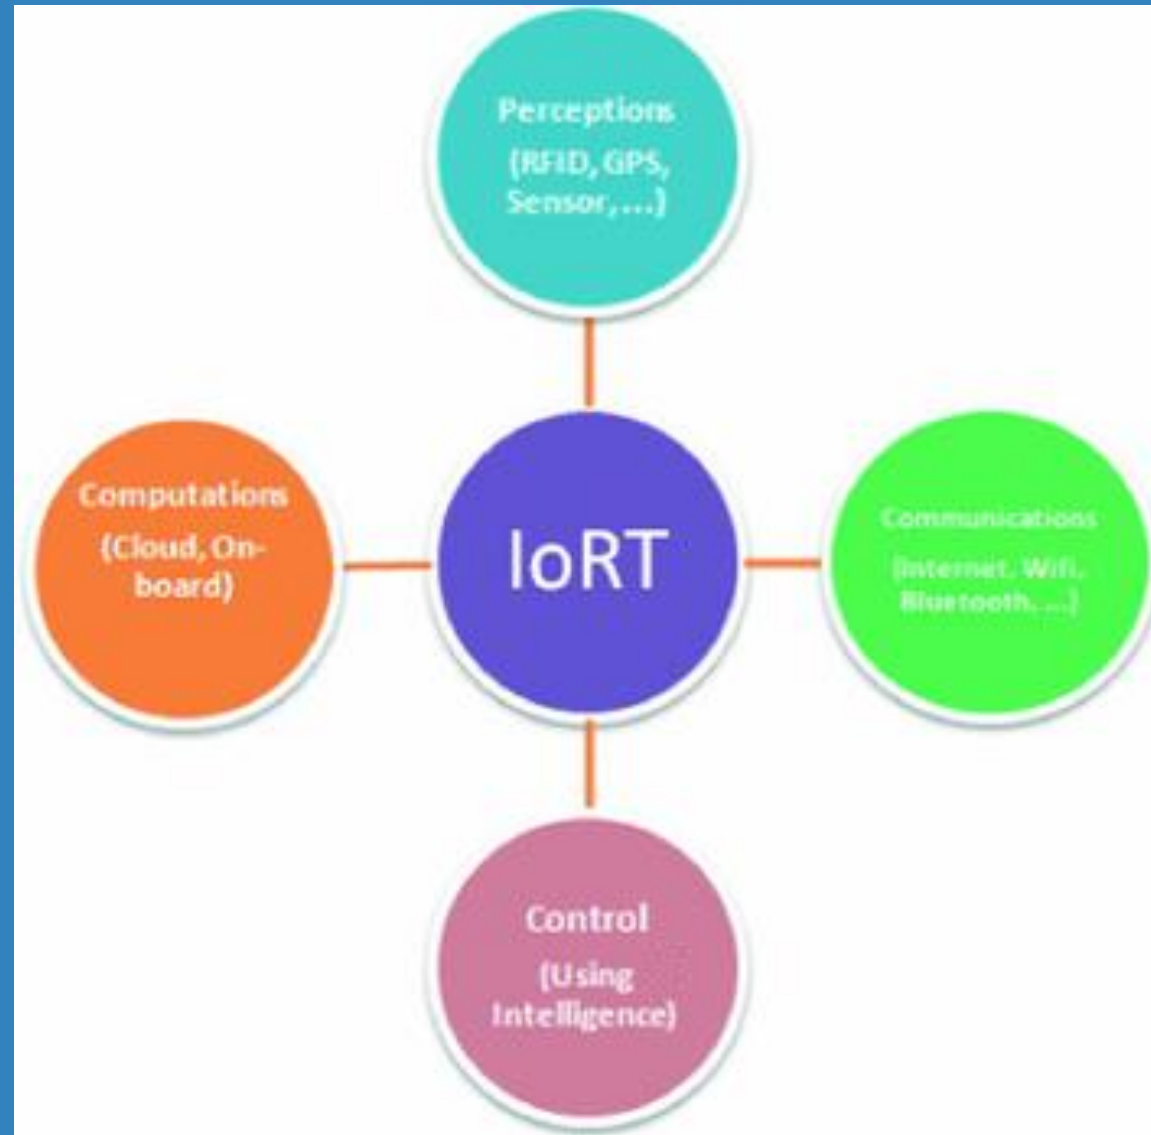 Perceptions
(RFID, GPS,
Sensor, ...)
Computations
(Cloud, On-
board)
IoRT
Communications
(Internet, Wifi,
Bluetooth, ...)
Control
(Using
Intelligence)